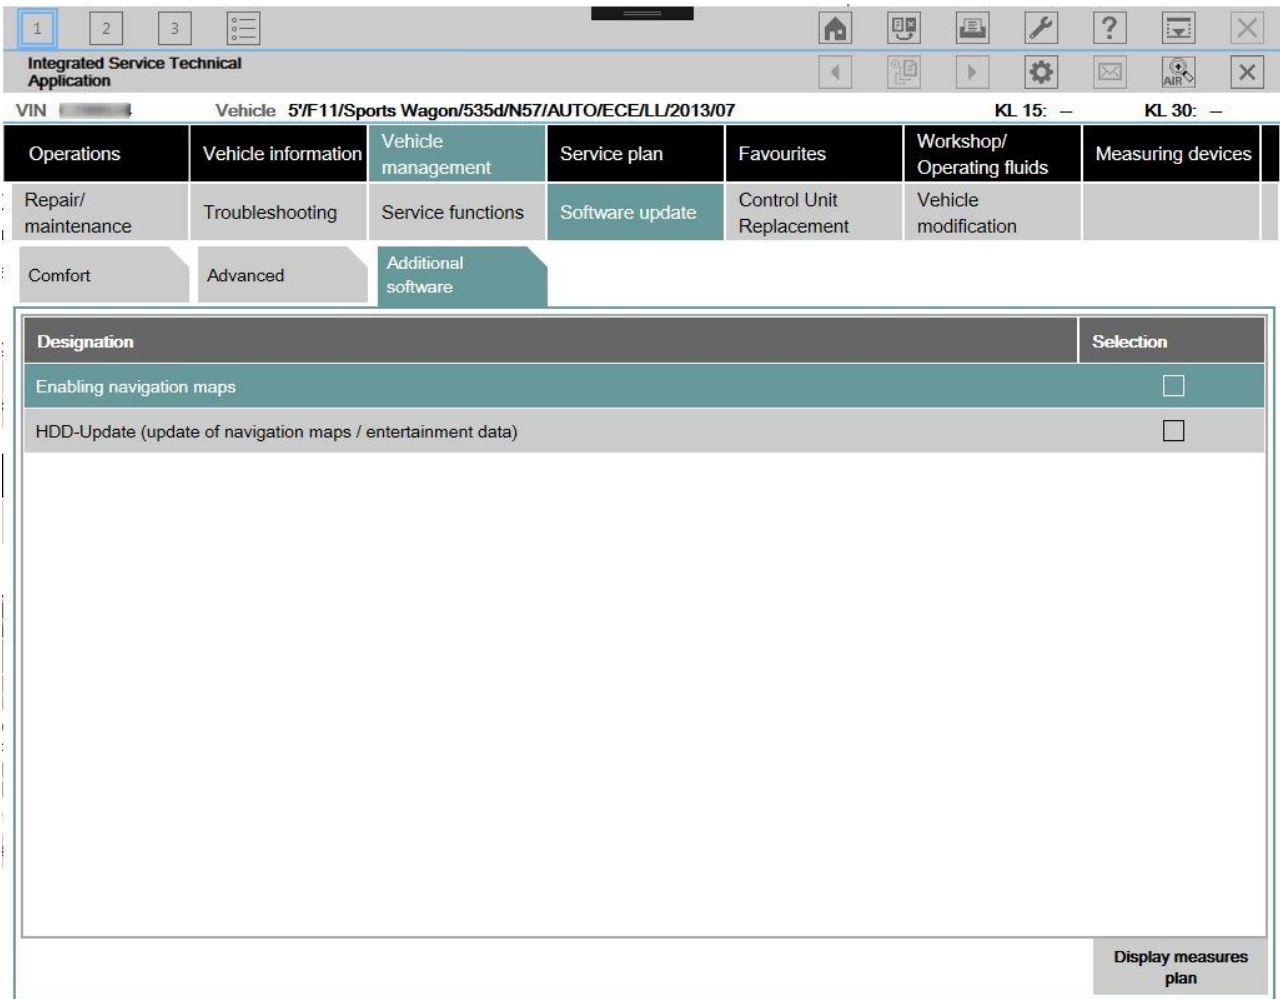 1 2 3
Integrated Service Technical
Application
AIR
VIN Vehicle 5'/F11/Sports Wagon/535d/N57/AUTO/ECE/LL/2013/07 KL 15: -- KL 30: --
Operations Vehicle information Vehicle
management Service plan Favourites Workshop/
Operating fluids Measuring devices
Repair/
maintenance Troubleshooting Service functions Software update Control Unit
Replacement Vehicle
modification
Comfort Advanced Additional
software
Designation Selection
Enabling navigation maps
HDD-Update (update of navigation maps / entertainment data)
Display measures
plan